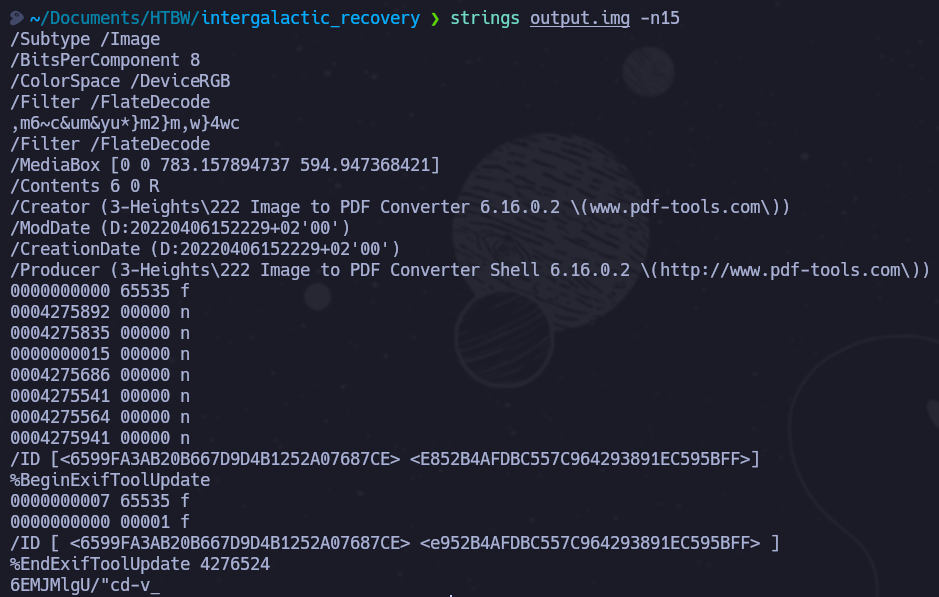 ~/Documents/HTBW/intergalactic_recovery ❯ strings output.img -n15
/Subtype /Image
/BitsPerComponent 8
/ColorSpace /DeviceRGB
/Filter /FlateDecode
,m6~c&um&yu*}m2}m,w}4wc
/Filter /FlateDecode
/MediaBox [0 0 783.157894737 594.947368421]
/Contents 6 0 R
/Creator (3-Heights\222 Image to PDF Converter 6.16.0.2 \(www.pdf-tools.com\))
/ModDate (D:20220406152229+02'00')
/CreationDate (D:20220406152229+02'00')
/Producer (3-Heights\222 Image to PDF Converter Shell 6.16.0.2 \(http://www.pdf-tools.com\))
0000000000 65535 f
0004275892 00000 n
0004275835 00000 n
0000000015 00000 n
0004275686 00000 n
0004275541 00000 n
0004275564 00000 n
0004275941 00000 n
/ID [<6599FA3AB20B667D9D4B1252A07687CE> <E852B4AFDBC557C964293891EC595BFF>]
%BeginExifToolUpdate
0000000007 65535 f
0000000000 00001 f
/ID [ <6599FA3AB20B667D9D4B1252A07687CE> <e952B4AFDBC557C964293891EC595BFF> ]
%EndExifToolUpdate 4276524
6EMJMlgU/"cd-v_